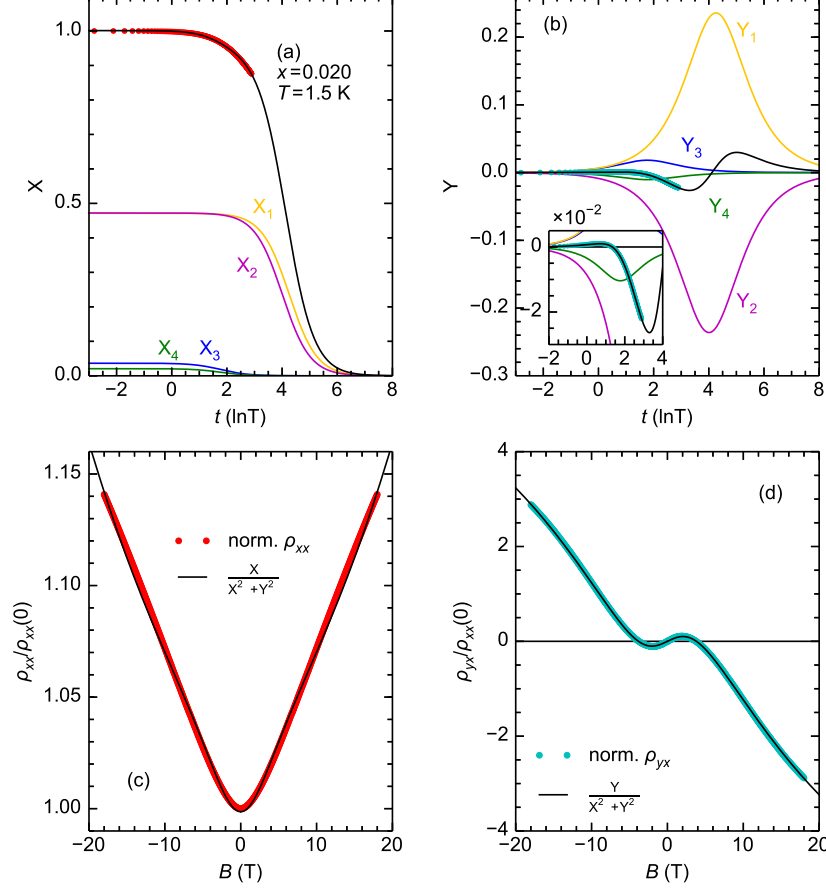 (a)
x=0.020
T=1.5 K
X₁
X₂
X₄
X₃
X
1.0
0.5
0.0
−2 0 2 4 6 8
t (lnT)
(b)
Y₁
Y₃
Y₄
Y₂
Y
0.2
0.1
0.0
−0.1
−0.2
−0.3
×10⁻²
0
−2
−2 0 2 4
−2 0 2 4 6 8
t (lnT)
1.15
1.10
1.05
1.00
ρxx/ρxx(0)
norm. ρxx
X/(X² +Y²)
(c)
−20 −10 0 10 20
B (T)
4
2
0
−2
−4
ρyx/ρxx(0)
(d)
norm. ρyx
Y/(X² +Y²)
−20 −10 0 10 20
B (T)